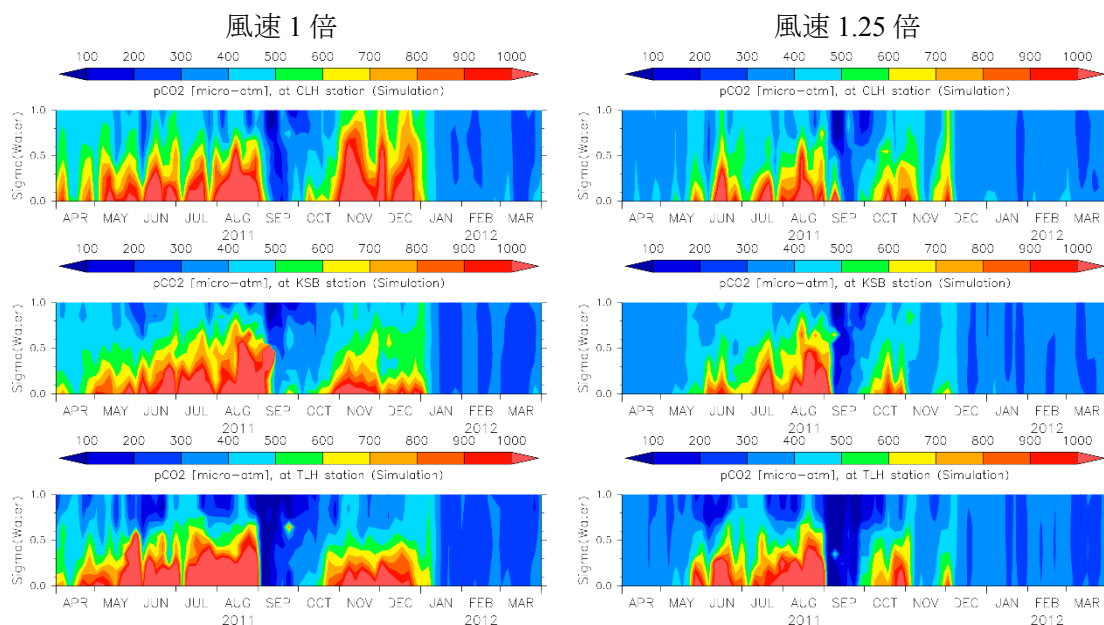 風速 1 倍
風速 1.25 倍
100 200 300 400 500 600 700 800 900 1000
pCO2 [micro-atm], at CLH station (Simulation)
Sigma(Water)
1.0
0.5
0.0
APR MAY JUN JUL AUG SEP OCT NOV DEC JAN FEB MAR
2011 2012
100 200 300 400 500 600 700 800 900 1000
pCO2 [micro-atm], at CLH station (Simulation)
Sigma(Water)
1.0
0.5
0.0
APR MAY JUN JUL AUG SEP OCT NOV DEC JAN FEB MAR
2011 2012
100 200 300 400 500 600 700 800 900 1000
pCO2 [micro-atm], at KSB station (Simulation)
Sigma(Water)
1.0
0.5
0.0
APR MAY JUN JUL AUG SEP OCT NOV DEC JAN FEB MAR
2011 2012
100 200 300 400 500 600 700 800 900 1000
pCO2 [micro-atm], at KSB station (Simulation)
Sigma(Water)
1.0
0.5
0.0
APR MAY JUN JUL AUG SEP OCT NOV DEC JAN FEB MAR
2011 2012
100 200 300 400 500 600 700 800 900 1000
pCO2 [micro-atm], at TLH station (Simulation)
Sigma(Water)
1.0
0.5
0.0
APR MAY JUN JUL AUG SEP OCT NOV DEC JAN FEB MAR
2011 2012
100 200 300 400 500 600 700 800 900 1000
pCO2 [micro-atm], at TLH station (Simulation)
Sigma(Water)
1.0
0.5
0.0
APR MAY JUN JUL AUG SEP OCT NOV DEC JAN FEB MAR
2011 2012